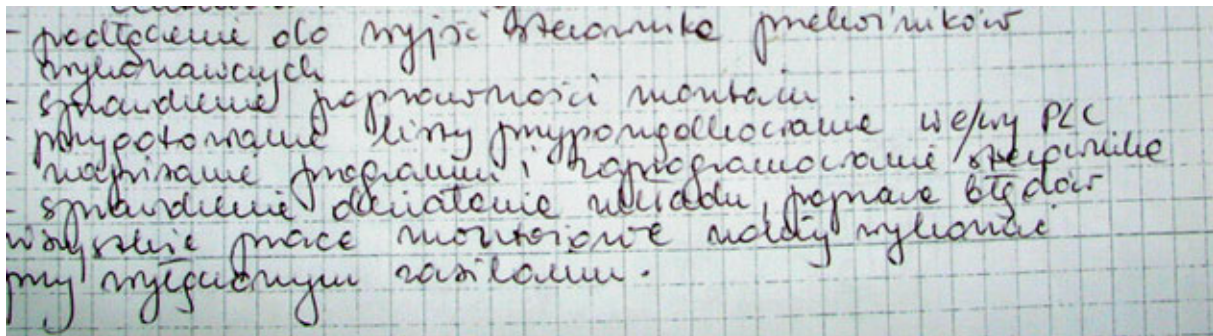 - podłączenie do wyjść sterownika przekaźników
wykonawczych
- sprawdzenie poprawności montażu.
- przygotowanie listy przyporządkowania we/wy PLC
- napisanie programu i zaprogramowanie sterownika
- sprawdzenie działania układu, poprawa błędów
wszystkie prace montażowe należy wykonać
przy wyłączonym zasilaniu.